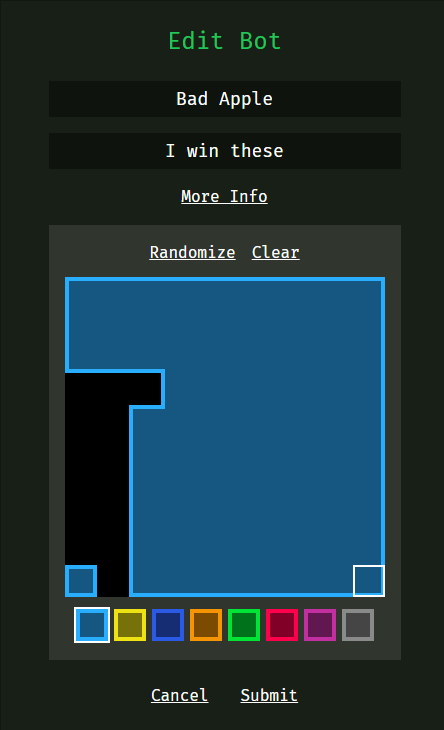 Edit Bot
Bad Apple
I win these
More Info
Randomize Clear
Cancel Submit